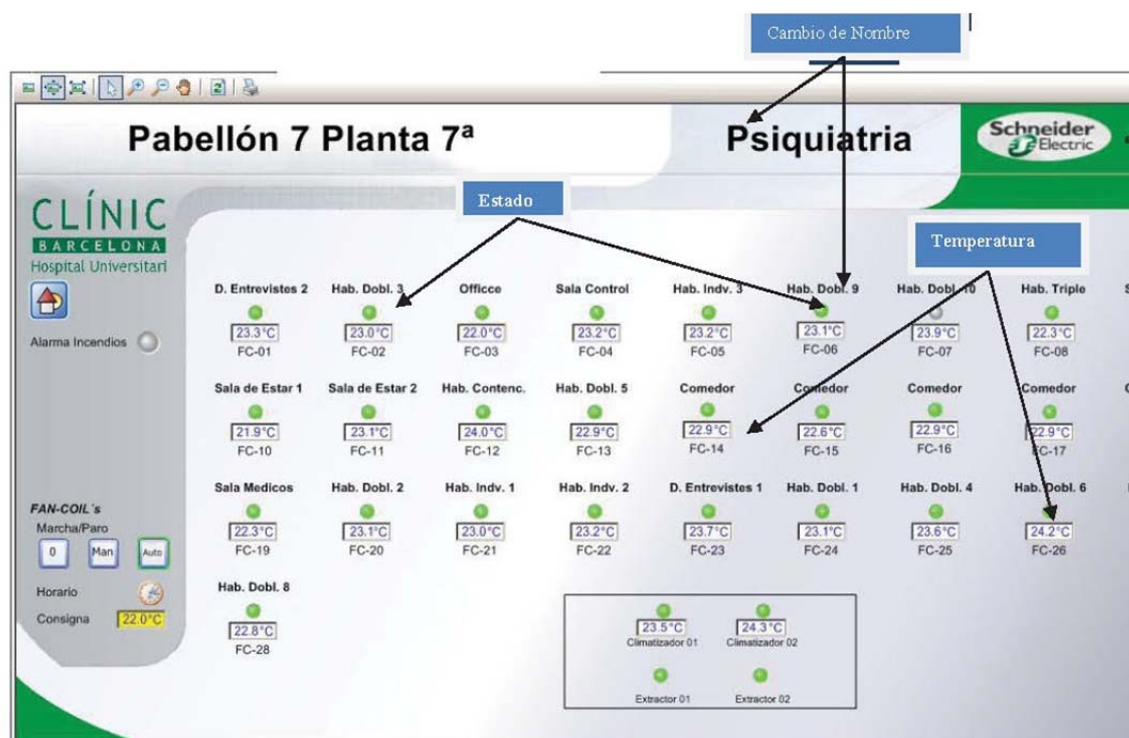 Cambio de Nombre
Pabellón 7 Planta 7ª
Psiquiatria
Schneider
Electric
CLÍNIC
BARCELONA
Hospital Universitari
Estado
Temperatura
Alarma Incendios
D. Entrevistes 2 Hab. Dobl. 3 Officce Sala Control Hab. Indv. 3 Hab. Dobl. 9 Hab. Dobl. 10 Hab. Triple
23.3°C 23.0°C 22.0°C 23.2°C 23.2°C 23.1°C 23.9°C 22.3°C
FC-01 FC-02 FC-03 FC-04 FC-05 FC-06 FC-07 FC-08
Sala de Estar 1 Sala de Estar 2 Hab. Contenc. Hab. Dobl. 5 Comedor Comedor Comedor Comedor
21.9°C 23.1°C 24.0°C 22.9°C 22.9°C 22.6°C 22.9°C 22.9°C
FC-10 FC-11 FC-12 FC-13 FC-14 FC-15 FC-16 FC-17
Sala Medicos Hab. Dobl. 2 Hab. Indv. 1 Hab. Indv. 2 D. Entrevistes 1 Hab. Dobl. 1 Hab. Dobl. 4 Hab. Dobl. 6
22.3°C 23.1°C 23.0°C 23.2°C 23.7°C 23.1°C 23.6°C 24.2°C
FC-19 FC-20 FC-21 FC-22 FC-23 FC-24 FC-25 FC-26
Hab. Dobl. 8
22.8°C
FC-28
FAN-COIL´s
Marcha/Paro
0 Man Auto
Horario
Consigna 22.0°C
23.5°C 24.3°C
Climatizador 01 Climatizador 02
Extractor 01 Extractor 02